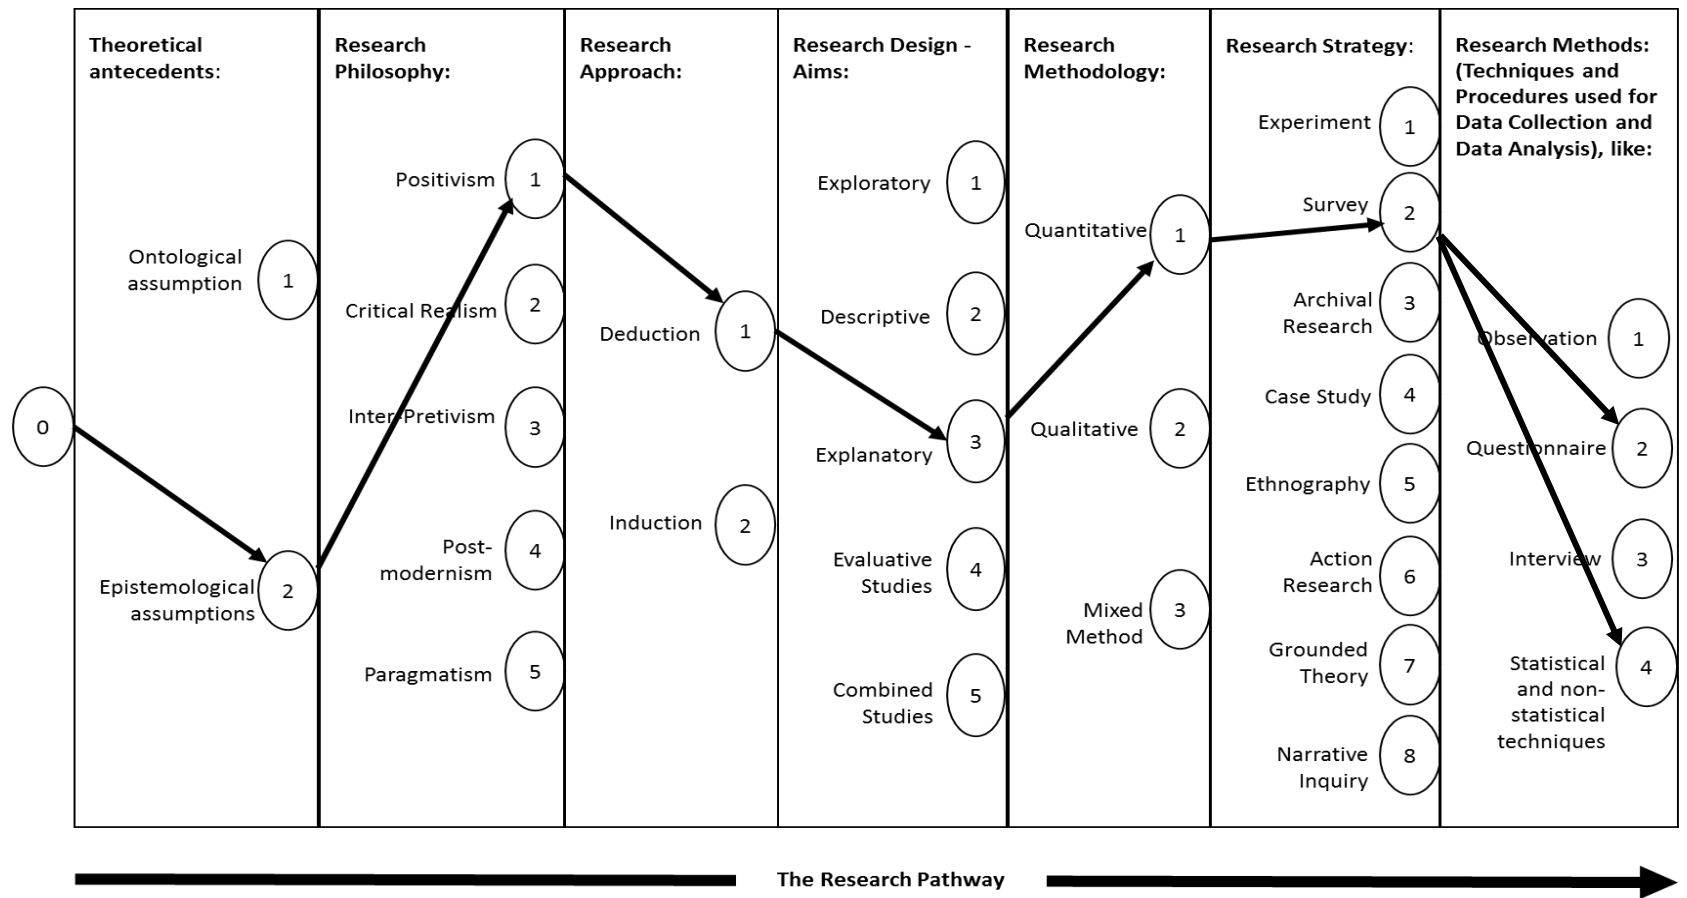 0
Theoretical
antecedents:
Ontological
assumption
1
Epistemological
assumptions
2
Research
Philosophy:
Positivism
1
Critical Realism
2
Inter-Pretivism
3
Post-
modernism
4
Paragmatism
5
Research
Approach:
Deduction
1
Induction
2
Research Design -
Aims:
Exploratory
1
Descriptive
2
Explanatory
3
Evaluative
Studies
4
Combined
Studies
5
Research
Methodology:
Quantitative
1
Qualitative
2
Mixed
Method
3
Research Strategy:
Experiment
1
Survey
2
Archival
Research
3
Case Study
4
Ethnography
5
Action
Research
6
Grounded
Theory
7
Narrative
Inquiry
8
Research Methods:
(Techniques and
Procedures used for
Data Collection and
Data Analysis), like:
Observation
1
Questionnaire
2
Interview
3
Statistical
and non-
statistical
techniques
4
The Research Pathway